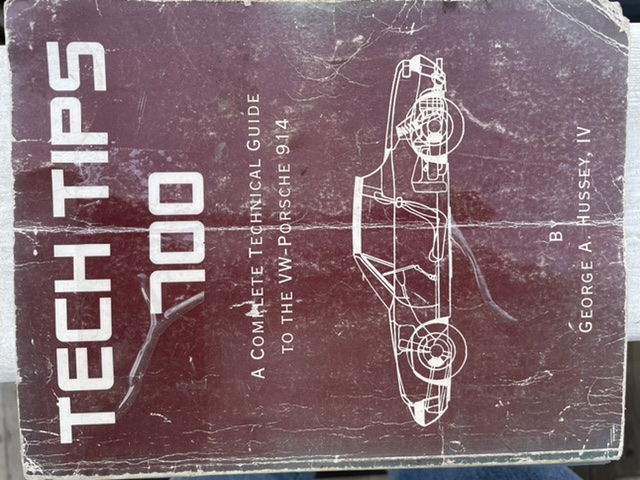 TECH TIPS
700
A COMPLETE TECHNICAL GUIDE
TO THE VW-PORSCHE 914
BY
GEORGE A. HUSSEY, IV